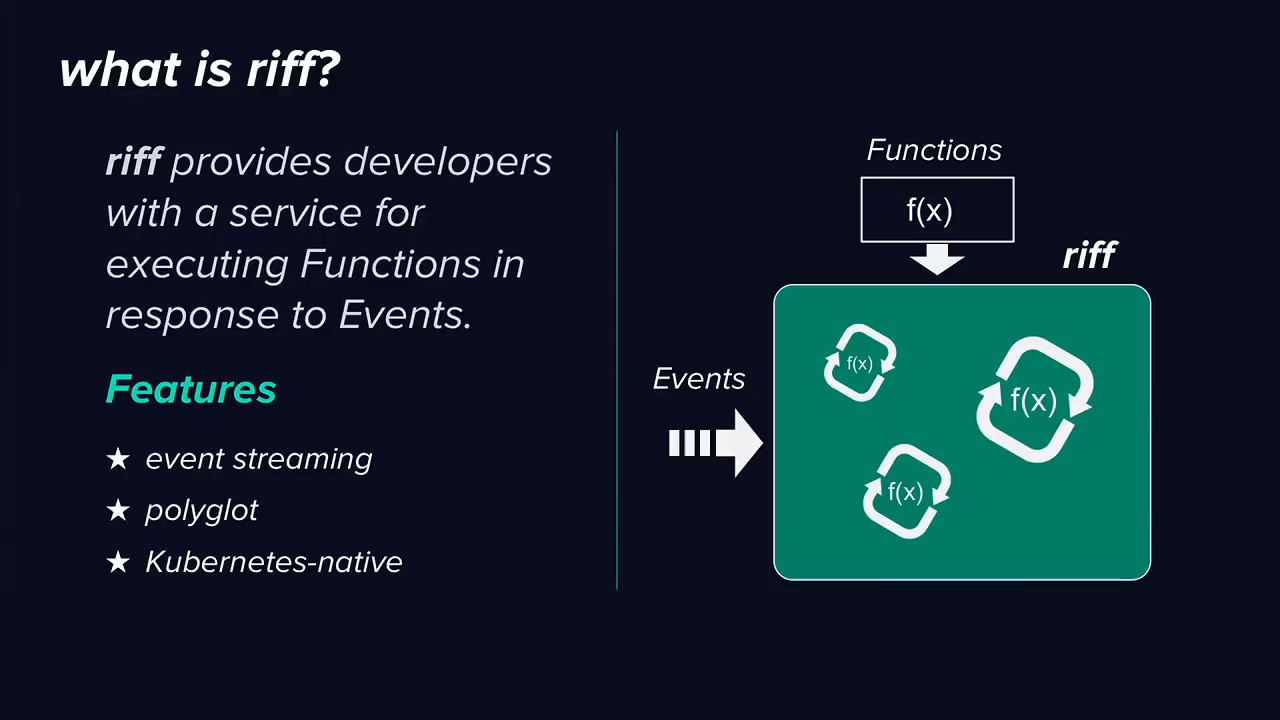 what is riff?
riff provides developers
with a service for
executing Functions in
response to Events.
Features
★ event streaming
★ polyglot
★ Kubernetes-native
Functions
f(x)
riff
Events
f(x)
f(x)
f(x)